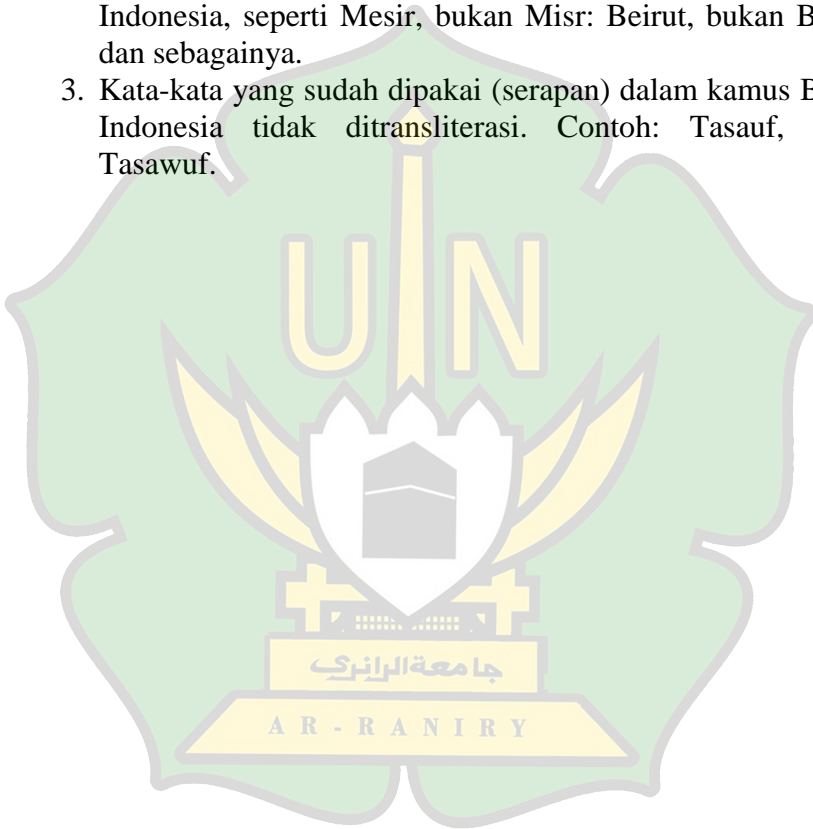 Indonesia, seperti Mesir, bukan Misr: Beirut, bukan B
dan sebagainya.
3. Kata-kata yang sudah dipakai (serapan) dalam kamus B
Indonesia tidak ditransliterasi. Contoh: Tasauf,
Tasawuf.
UIN
جامعةالرانري
AR-RANIRY